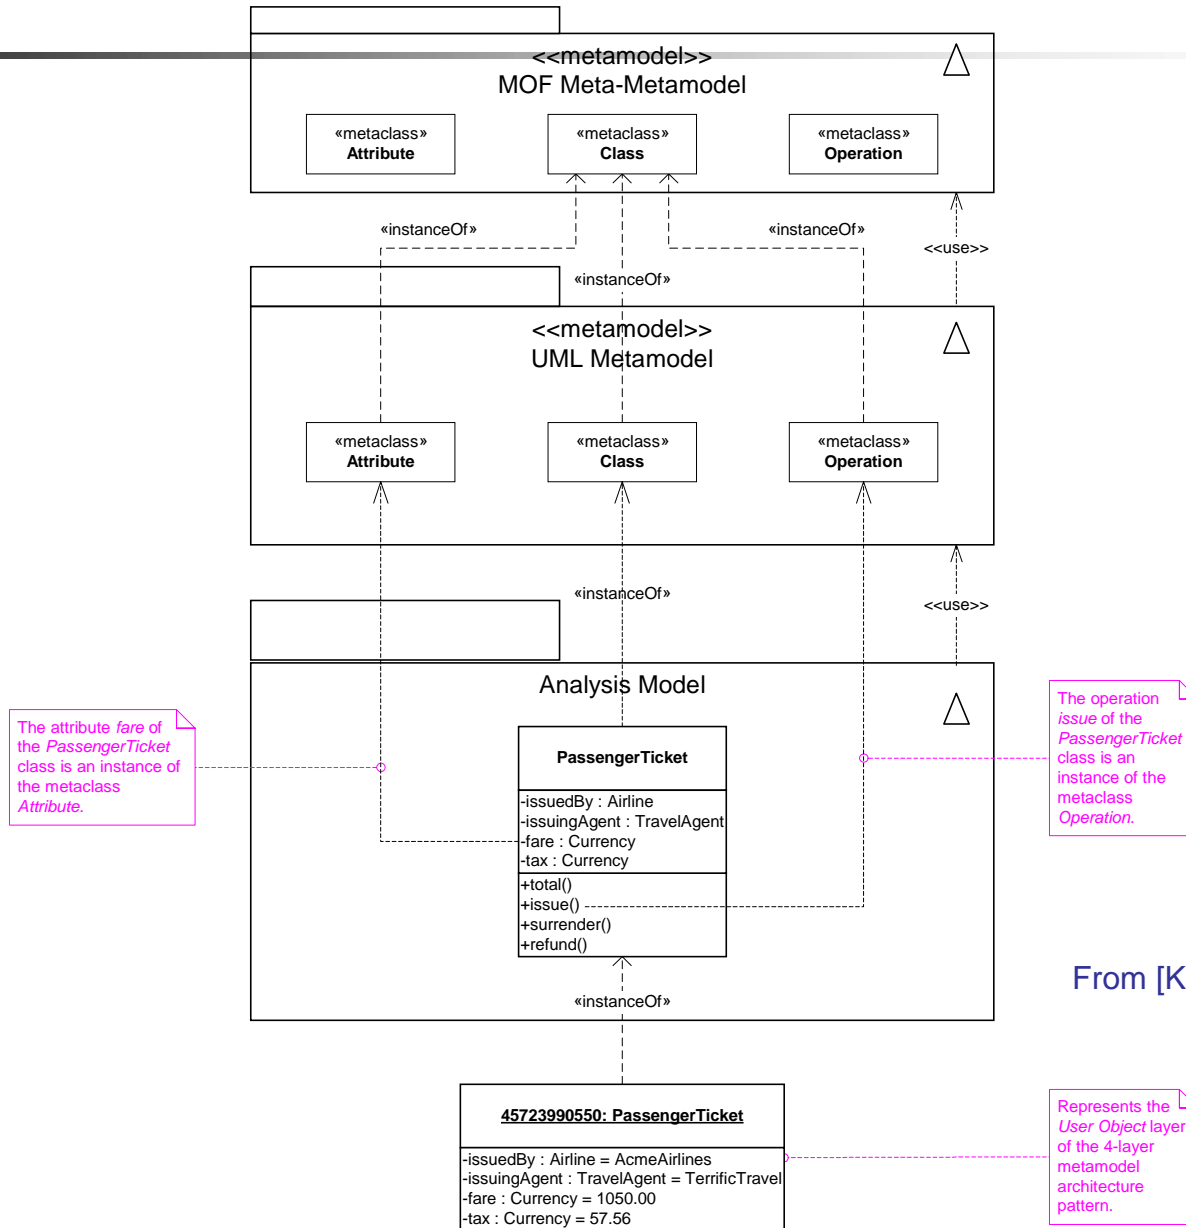 <<metamodel>>
MOF Meta-Metamodel
«metaclass»
Attribute
«metaclass»
Class
«metaclass»
Operation
«instanceOf»
«instanceOf»
<<use>>
«instanceOf»
<<metamodel>>
UML Metamodel
«metaclass»
Attribute
«metaclass»
Class
«metaclass»
Operation
«instanceOf»
<<use>>
Analysis Model
The attribute fare of
the PassengerTicket
class is an instance of
the metaclass
Attribute.
PassengerTicket
-issuedBy : Airline
-issuingAgent : TravelAgent
-fare : Currency
-tax : Currency
+total()
+issue()
+surrender()
+refund()
The operation
issue of the
PassengerTicket
class is an
instance of the
metaclass
Operation.
From [K
«instanceOf»
45723990550: PassengerTicket
-issuedBy : Airline = AcmeAirlines
-issuingAgent : TravelAgent = TerrificTravel
-fare : Currency = 1050.00
-tax : Currency = 57.56
Represents the
User Object layer
of the 4-layer
metamodel
architecture
pattern.